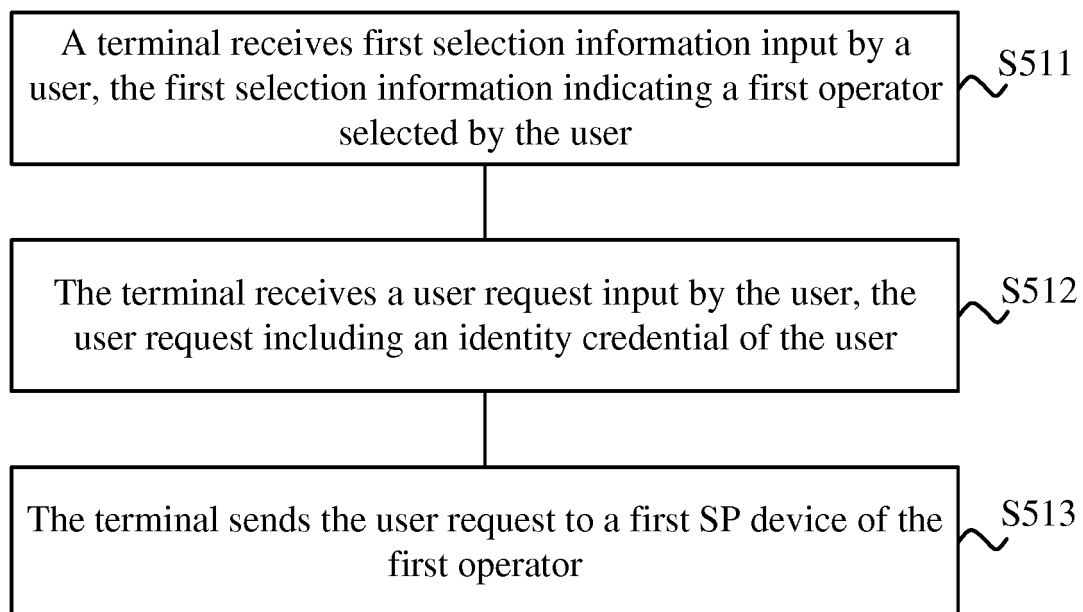 A terminal receives first selection information input by a
user, the first selection information indicating a first operator
selected by the user
S511
The terminal receives a user request input by the user, the
user request including an identity credential of the user
S512
The terminal sends the user request to a first SP device of the
first operator
S513